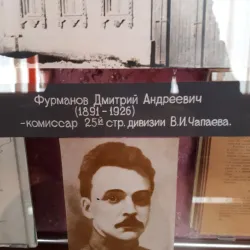 Фурманов Дмитрий Андреевич
(1891-1926)
-комиссар 25й стр. дивизии В.И.Чапаева.